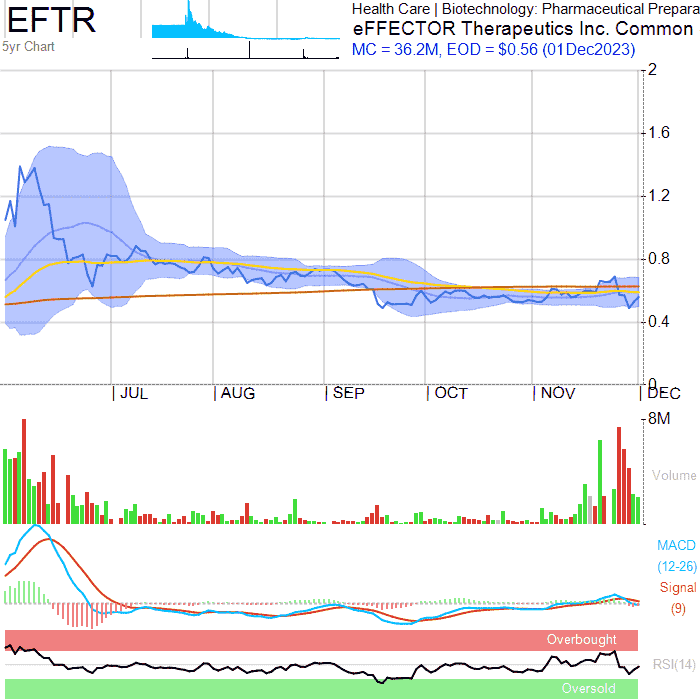 EFTR
5yr Chart
Health Care | Biotechnology: Pharmaceutical Prepara
eFFECTOR Therapeutics Inc. Common
MC = 36.2M, EOD = $0.56 (01Dec2023)
2
1.6
1.2
0.8
0.4
0
JUL AUG SEP OCT NOV DEC
8M
Volume
MACD
(12-26)
Signal
(9)
Overbought
RSI(14)
Oversold